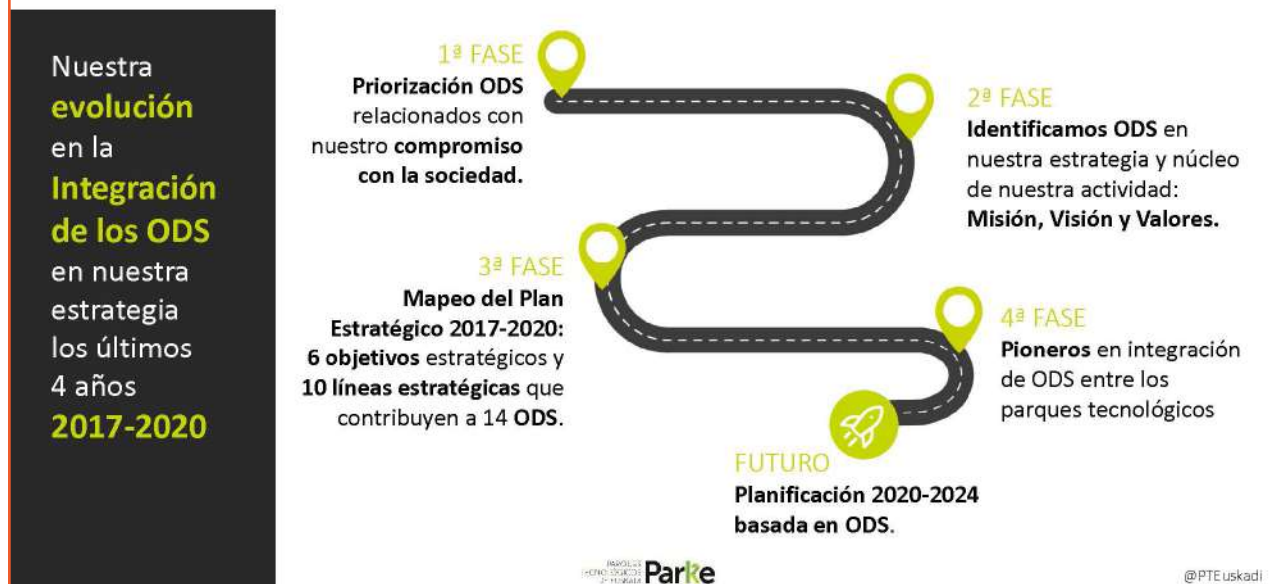 Nuestra
evolución
en la
Integración
de los ODS
en nuestra
estrategia
los últimos
4 años
2017-2020
1ª FASE
Priorización ODS
relacionados con
nuestro compromiso
con la sociedad.
2ª FASE
Identificamos ODS en
nuestra estrategia y núcleo
de nuestra actividad:
Misión, Visión y Valores.
3ª FASE
Mapeo del Plan
Estratégico 2017-2020:
6 objetivos estratégicos y
10 líneas estratégicas que
contribuyen a 14 ODS.
4ª FASE
Pioneros en integración
de ODS entre los
parques tecnológicos
FUTURO
Planificación 2020-2024
basada en ODS.
PARQUES
TECNOLÓGICOS
DE EUSKADI
Parke
@PTEuskadi